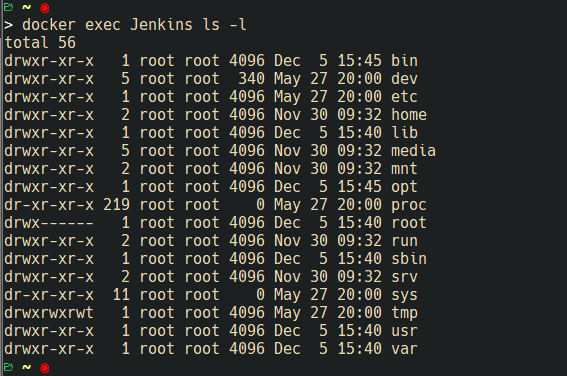 ~
> docker exec Jenkins ls -l
total 56
drwxr-xr-x   1 root root 4096 Dec  5 15:45 bin
drwxr-xr-x   5 root root  340 May 27 20:00 dev
drwxr-xr-x   1 root root 4096 May 27 20:00 etc
drwxr-xr-x   2 root root 4096 Nov 30 09:32 home
drwxr-xr-x   1 root root 4096 Dec  5 15:40 lib
drwxr-xr-x   5 root root 4096 Nov 30 09:32 media
drwxr-xr-x   2 root root 4096 Nov 30 09:32 mnt
drwxr-xr-x   1 root root 4096 Dec  5 15:45 opt
dr-xr-xr-x 219 root root    0 May 27 20:00 proc
drwx------   1 root root 4096 Dec  5 15:40 root
drwxr-xr-x   2 root root 4096 Nov 30 09:32 run
drwxr-xr-x   1 root root 4096 Dec  5 15:40 sbin
drwxr-xr-x   2 root root 4096 Nov 30 09:32 srv
dr-xr-xr-x  11 root root    0 May 27 20:00 sys
drwxrwxrwt   1 root root 4096 May 27 20:00 tmp
drwxr-xr-x   1 root root 4096 Dec  5 15:40 usr
drwxr-xr-x   1 root root 4096 Dec  5 15:40 var
~